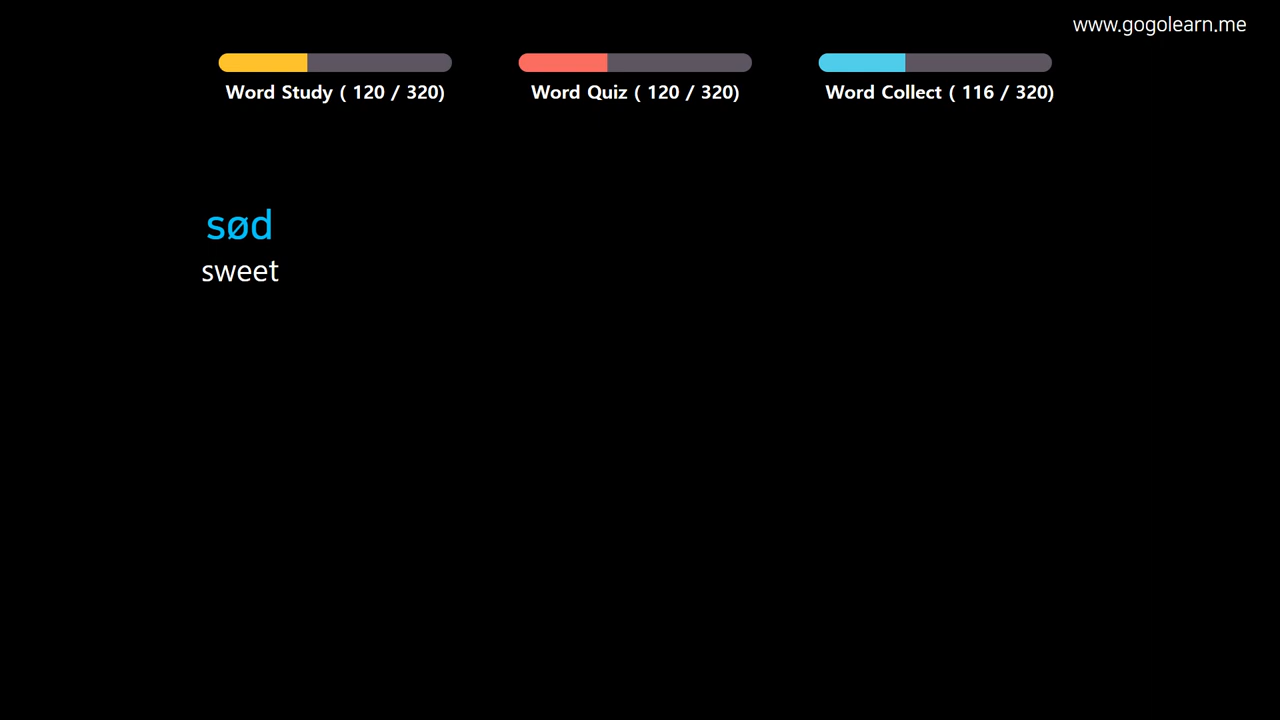 www.gogolearn.me
Word Study ( 120 / 320)
Word Quiz ( 120 / 320)
Word Collect ( 116 / 320)
sød
sweet